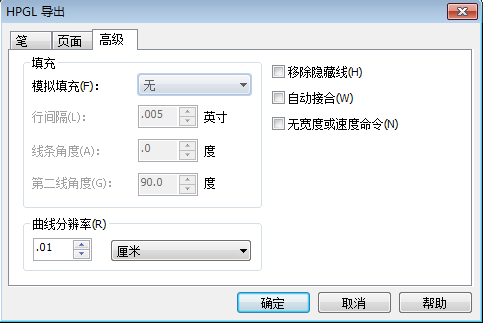 HPGL 导出
笔 页面 高级
填充
模拟填充(F): 无
行间隔(L): .005 英寸
线条角度(A): .0 度
第二线角度(G): 90.0 度
移除隐藏线(H)
自动接合(W)
无宽度或速度命令(N)
曲线分辨率(R)
.01 厘米
确定 取消 帮助